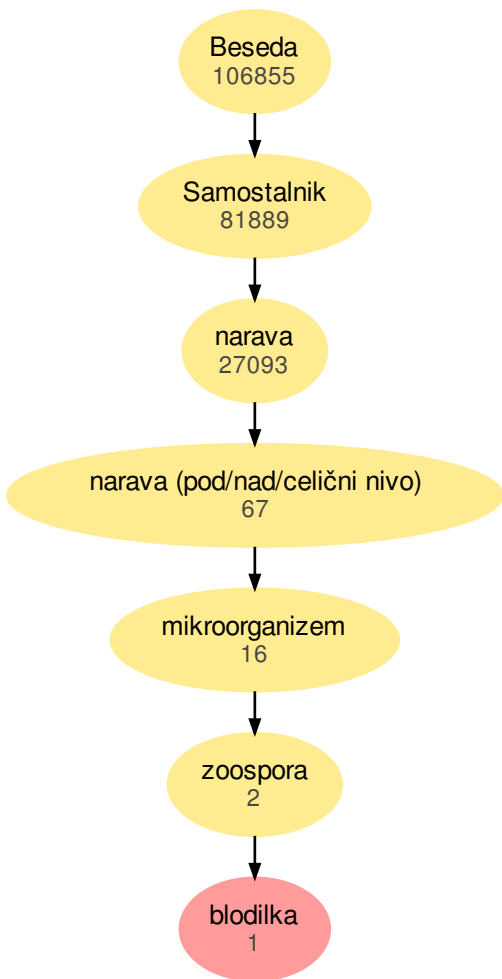 Beseda
106855
Samostalnik
81889
narava
27093
narava (pod/nad/celični nivo)
67
mikroorganizem
16
zoospora
2
blodilka
1